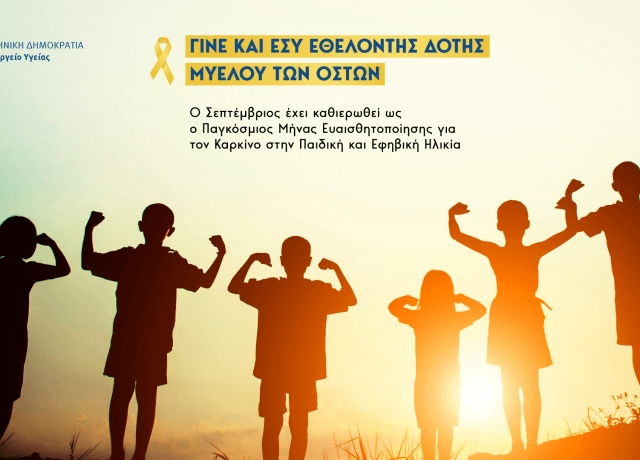 ΗΝΙΚΗ ΔΗΜΟΚΡΑΤΙΑ
ργείο Υγείας
ΓΙΝΕ ΚΑΙ ΕΣΥ ΕΘΕΛΟΝΤΗΣ ΔΟΤΗΣ
ΜΥΕΛΟΥ ΤΩΝ ΟΣΤΩΝ
Ο Σεπτέμβριος έχει καθιερωθεί ως
ο Παγκόσμιος Μήνας Ευαισθητοποίησης για
τον Καρκίνο στην Παιδική και Εφηβική Ηλικία